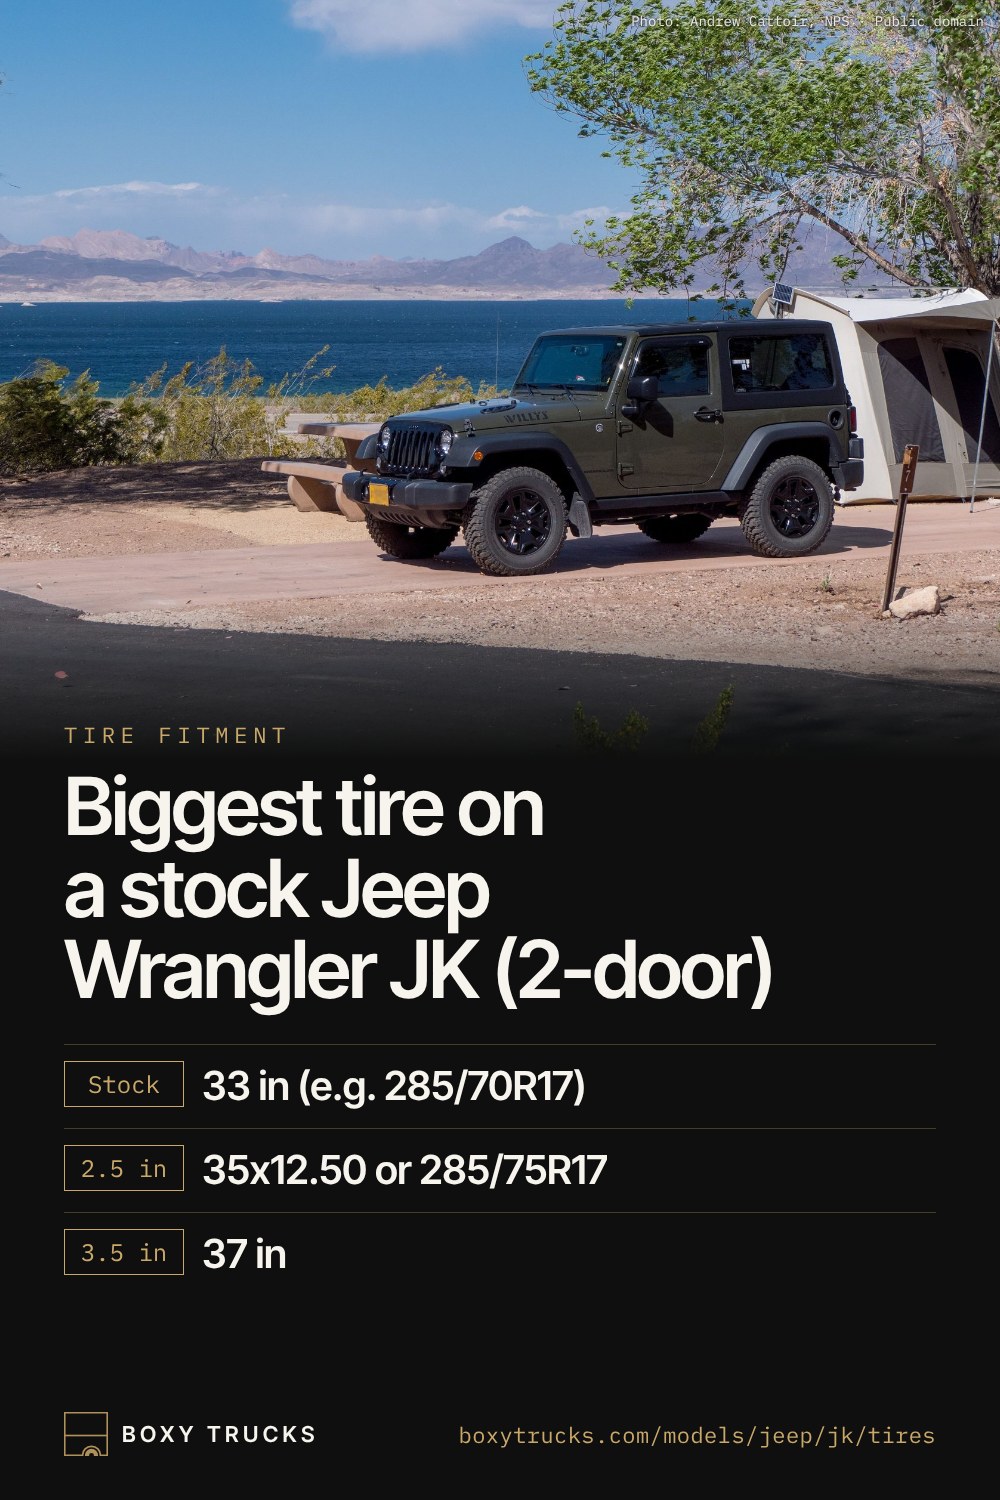 Photo: Andrew Cattoir, NPS · Public domain
WILLYS
TIRE FITMENT
Biggest tire on
a stock Jeep
Wrangler JK (2-door)
Stock 33 in (e.g. 285/70R17)
2.5 in 35x12.50 or 285/75R17
3.5 in 37 in
BOXY TRUCKS boxytrucks.com/models/jeep/jk/tires